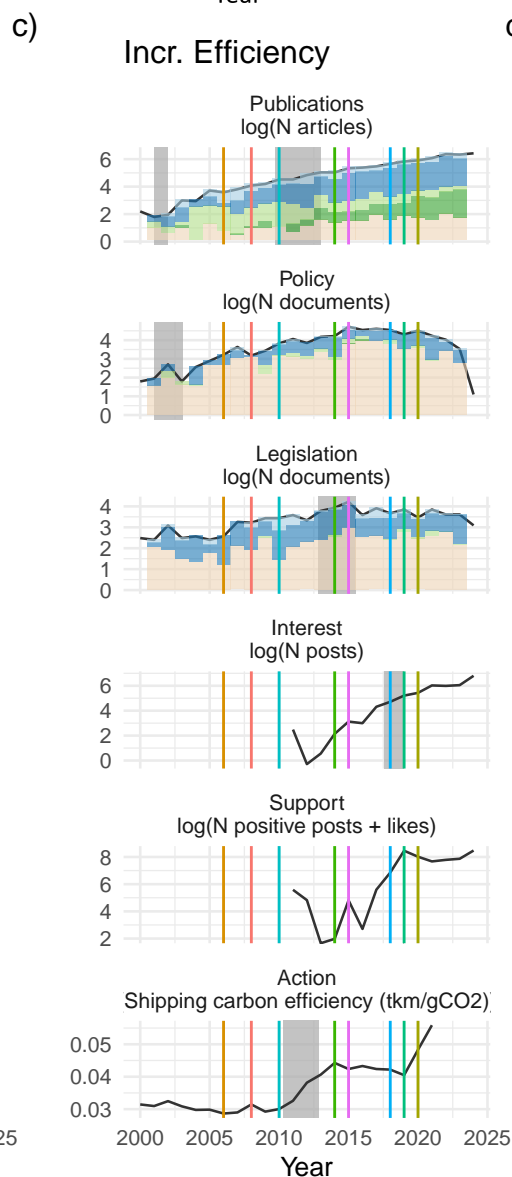 Year
c)
Incr. Efficiency
Publications
log(N articles)
6
4
2
0
Policy
log(N documents)
4
3
2
1
0
Legislation
log(N documents)
4
3
2
1
0
Interest
log(N posts)
6
4
2
0
Support
log(N positive posts + likes)
8
6
4
2
Action
Shipping carbon efficiency (tkm/gCO2)
0.05
0.04
0.03
25 2000 2005 2010 2015 2020 2025
Year